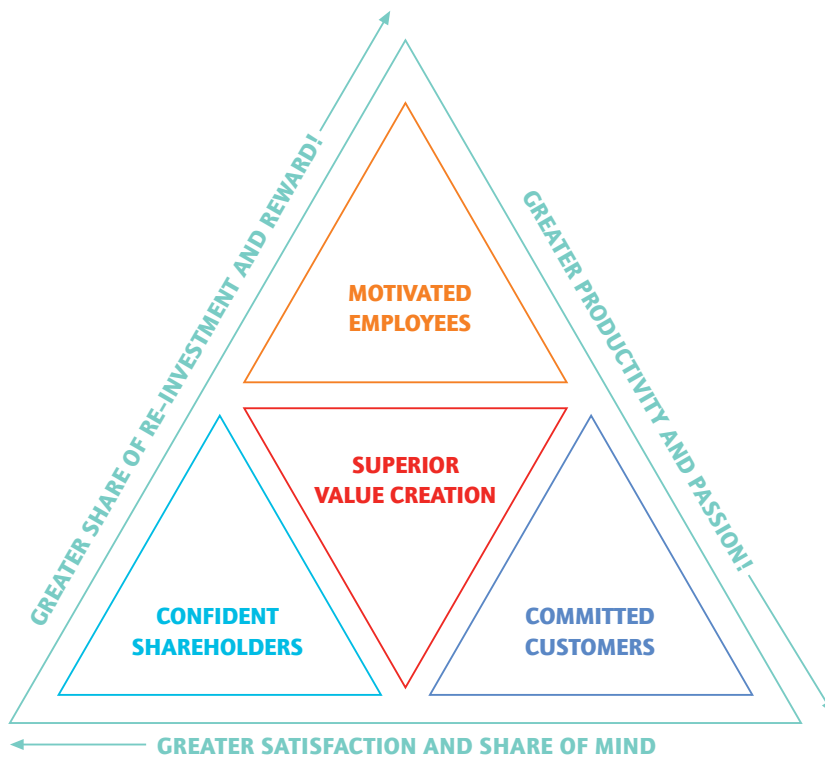 GREATER SHARE OF RE-INVESTMENT AND REWARD!
GREATER PRODUCTIVITY AND PASSION!
MOTIVATED
EMPLOYEES
SUPERIOR
VALUE CREATION
CONFIDENT
SHAREHOLDERS
COMMITTED
CUSTOMERS
GREATER SATISFACTION AND SHARE OF MIND